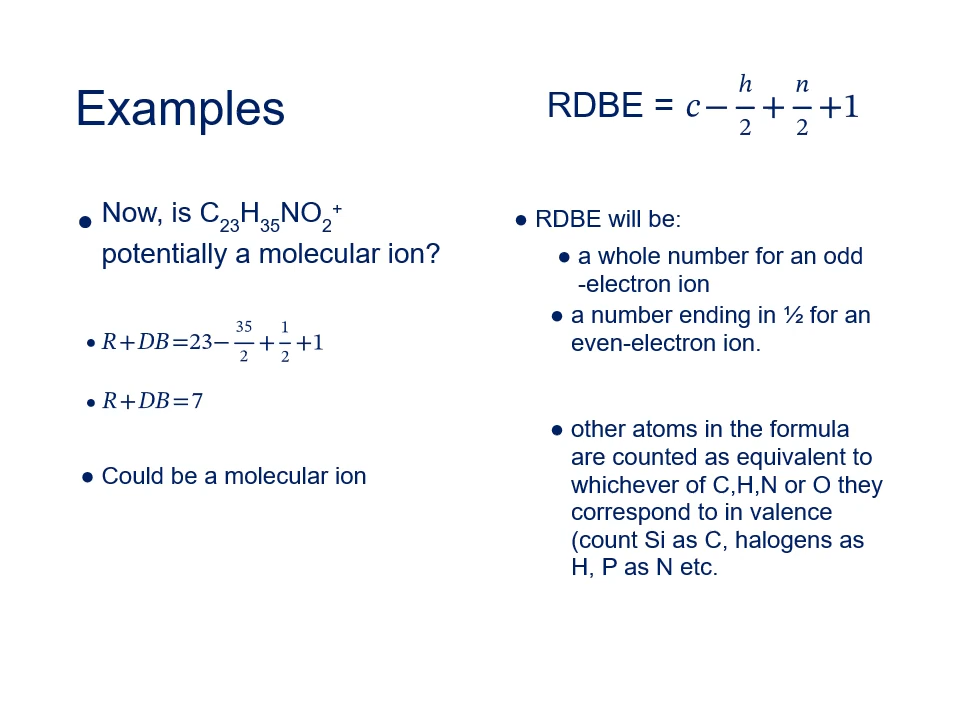 Examples
RDBE = c − h/2 + n/2 + 1
● Now, is C₂₃H₃₅NO₂⁺
potentially a molecular ion?
● R+DB=23− 35/2 + 1/2 +1
● R+DB=7
● Could be a molecular ion
● RDBE will be:
● a whole number for an odd
-electron ion
● a number ending in ½ for an
even-electron ion.
● other atoms in the formula
are counted as equivalent to
whichever of C,H,N or O they
correspond to in valence
(count Si as C, halogens as
H, P as N etc.